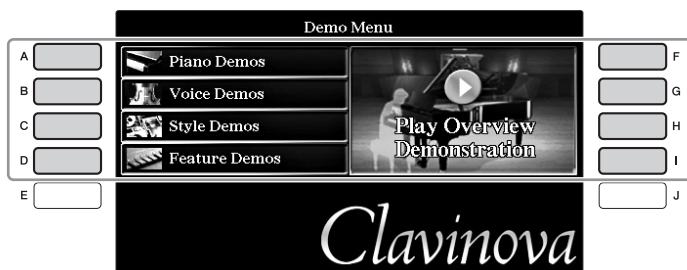 Demo Menu
A Piano Demos F
B Voice Demos G
C Style Demos H
D Feature Demos I
Play Overview
Demonstration
E J
Clavinova